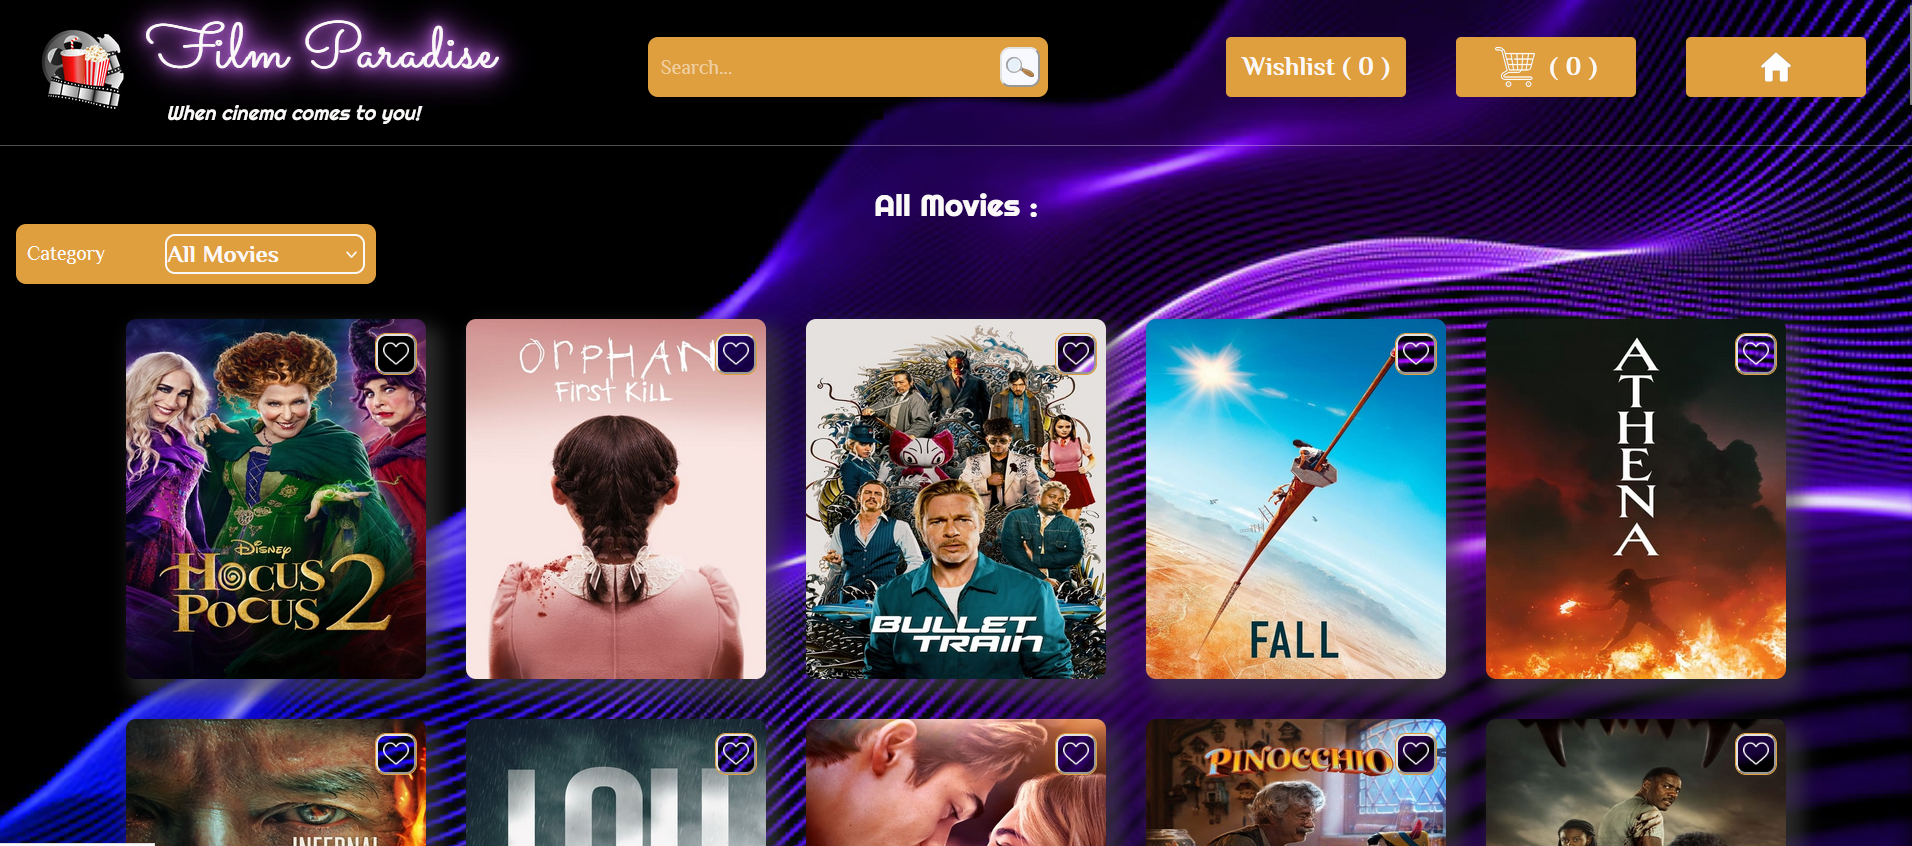 Film Paradise
When cinema comes to you!
Search...
Wishlist ( 0 )
( 0 )
All Movies :
Category
All Movies
ORPHAN
First Kill
Disney
Hocus
Pocus 2
BULLET
TRAIN
FALL
ATHENA
INFERNAL
LOU
PINOCCHIO